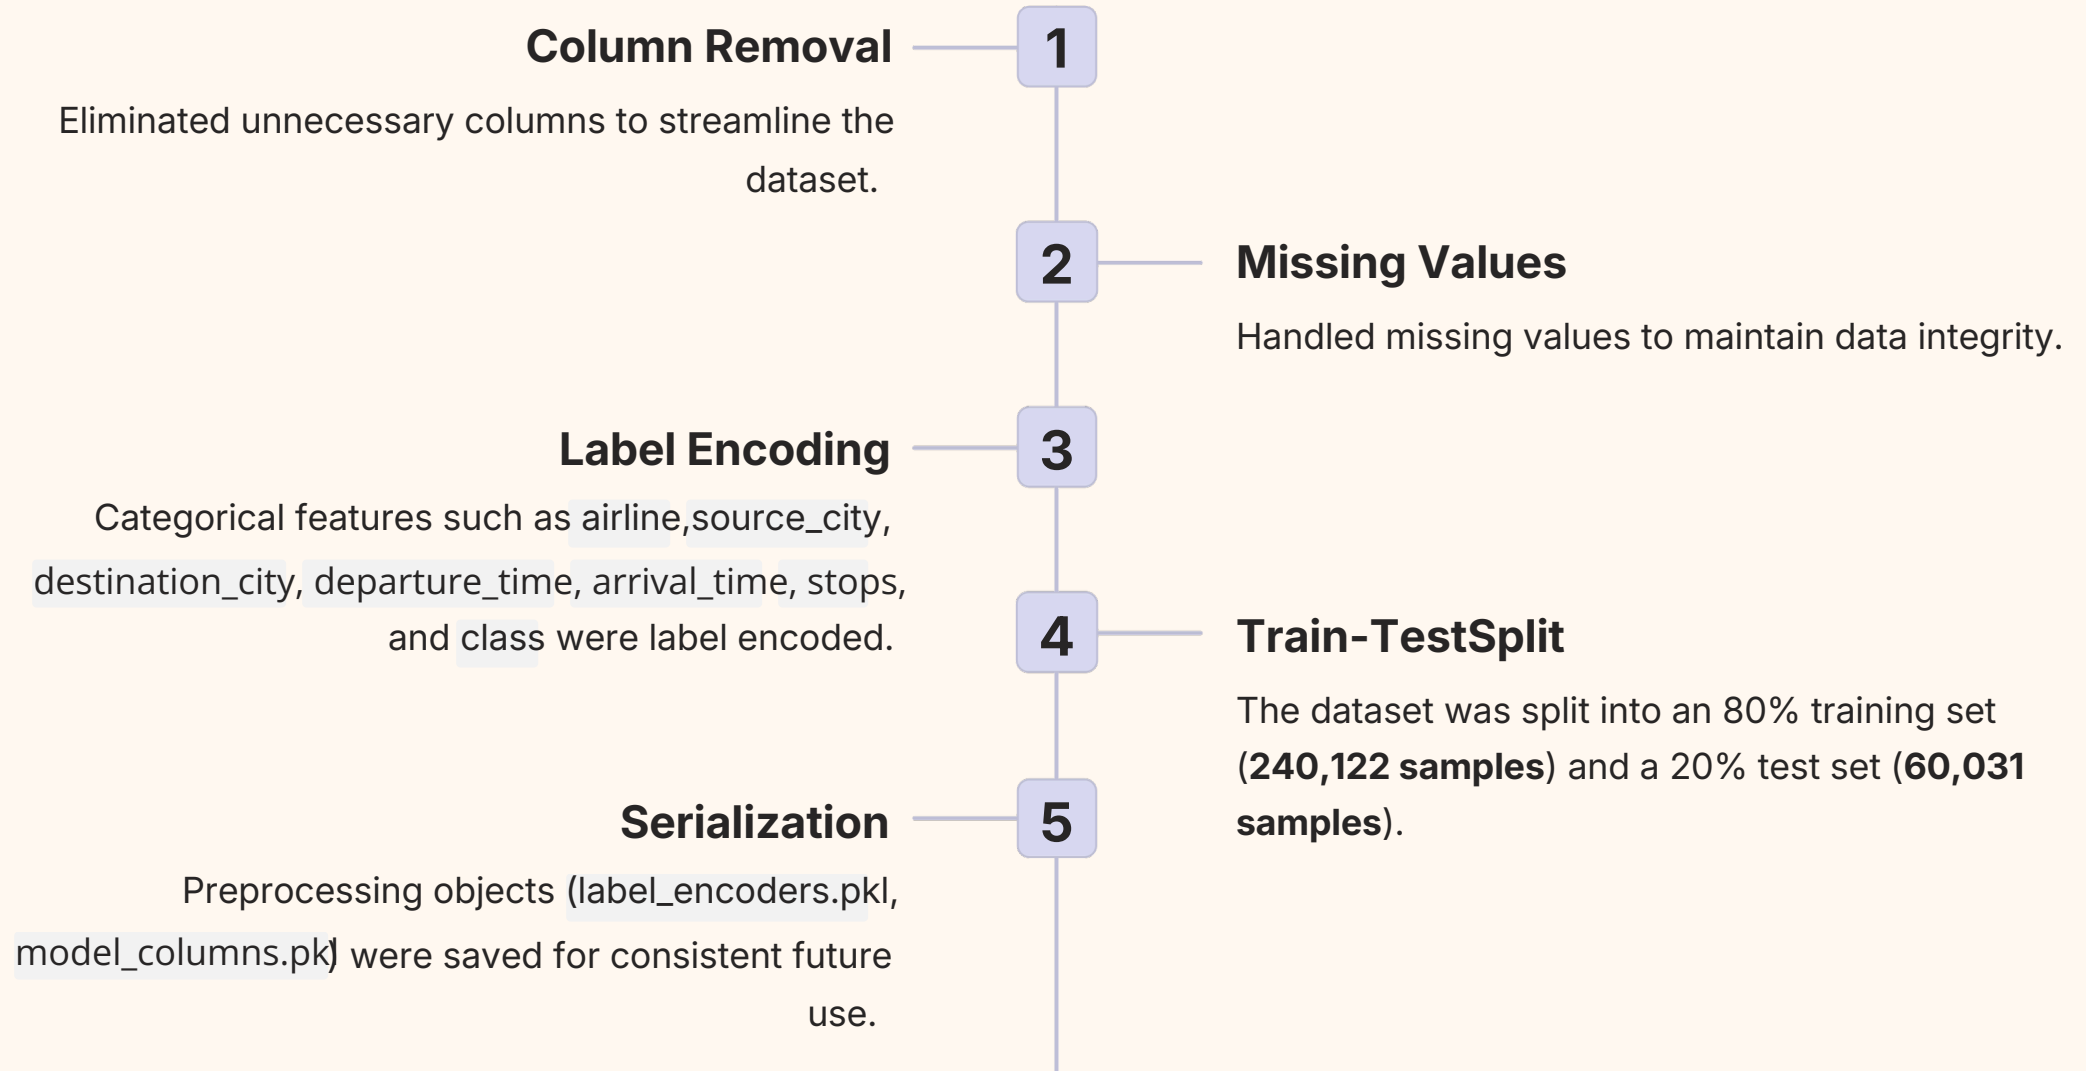 1
Column Removal
Eliminated unnecessary columns to streamline the
dataset.
2
Missing Values
Handled missing values to maintain data integrity.
3
Label Encoding
Categorical features such as airline,source_city,
destination_city, departure_time, arrival_time, stops,
and class were label encoded.
4
Train-TestSplit
The dataset was split into an 80% training set
(240,122 samples) and a 20% test set (60,031
samples).
5
Serialization
Preprocessing objects (label_encoders.pkl,
model_columns.pkl) were saved for consistent future
use.